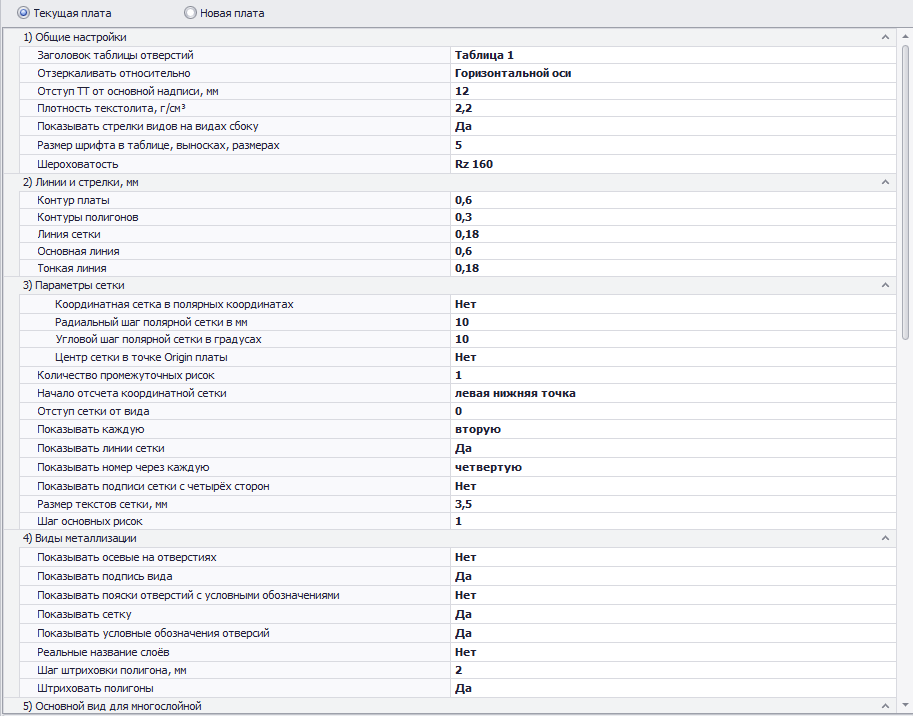 Текущая плата Новая плата
1) Общие настройки
Заголовок таблицы отверстий Таблица 1
Отзеркаливать относительно Горизонтальной оси
Отступ ТТ от основной надписи, мм 12
Плотность текстолита, г/см³ 2,2
Показывать стрелки видов на видах сбоку Да
Размер шрифта в таблице, выносках, размерах 5
Шероховатость Rz 160
2) Линии и стрелки, мм
Контур платы 0,6
Контуры полигонов 0,3
Линия сетки 0,18
Основная линия 0,6
Тонкая линия 0,18
3) Параметры сетки
Координатная сетка в полярных координатах Нет
Радиальный шаг полярной сетки в мм 10
Угловой шаг полярной сетки в градусах 10
Центр сетки в точке Origin платы Нет
Количество промежуточных рисок 1
Начало отсчета координатной сетки левая нижняя точка
Отступ сетки от вида 0
Показывать каждую вторую
Показывать линии сетки Да
Показывать номер через каждую четвертую
Показывать подписи сетки с четырёх сторон Нет
Размер текстов сетки, мм 3,5
Шаг основных рисок 1
4) Виды металлизации
Показывать осевые на отверстиях Нет
Показывать подпись вида Да
Показывать пояски отверстий с условными обозначениями Нет
Показывать сетку Да
Показывать условные обозначения отверсий Да
Реальные название слоёв Нет
Шаг штриховки полигона, мм 2
Штриховать полигоны Да
5) Основной вид для многослойной